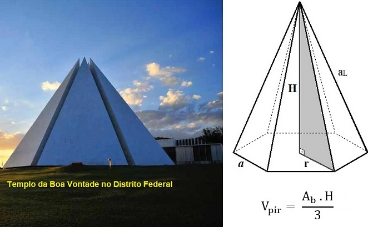 Templo da Boa Vontade no Distrito Federal
H
aL
a
r
Vpir = Ab . H / 3